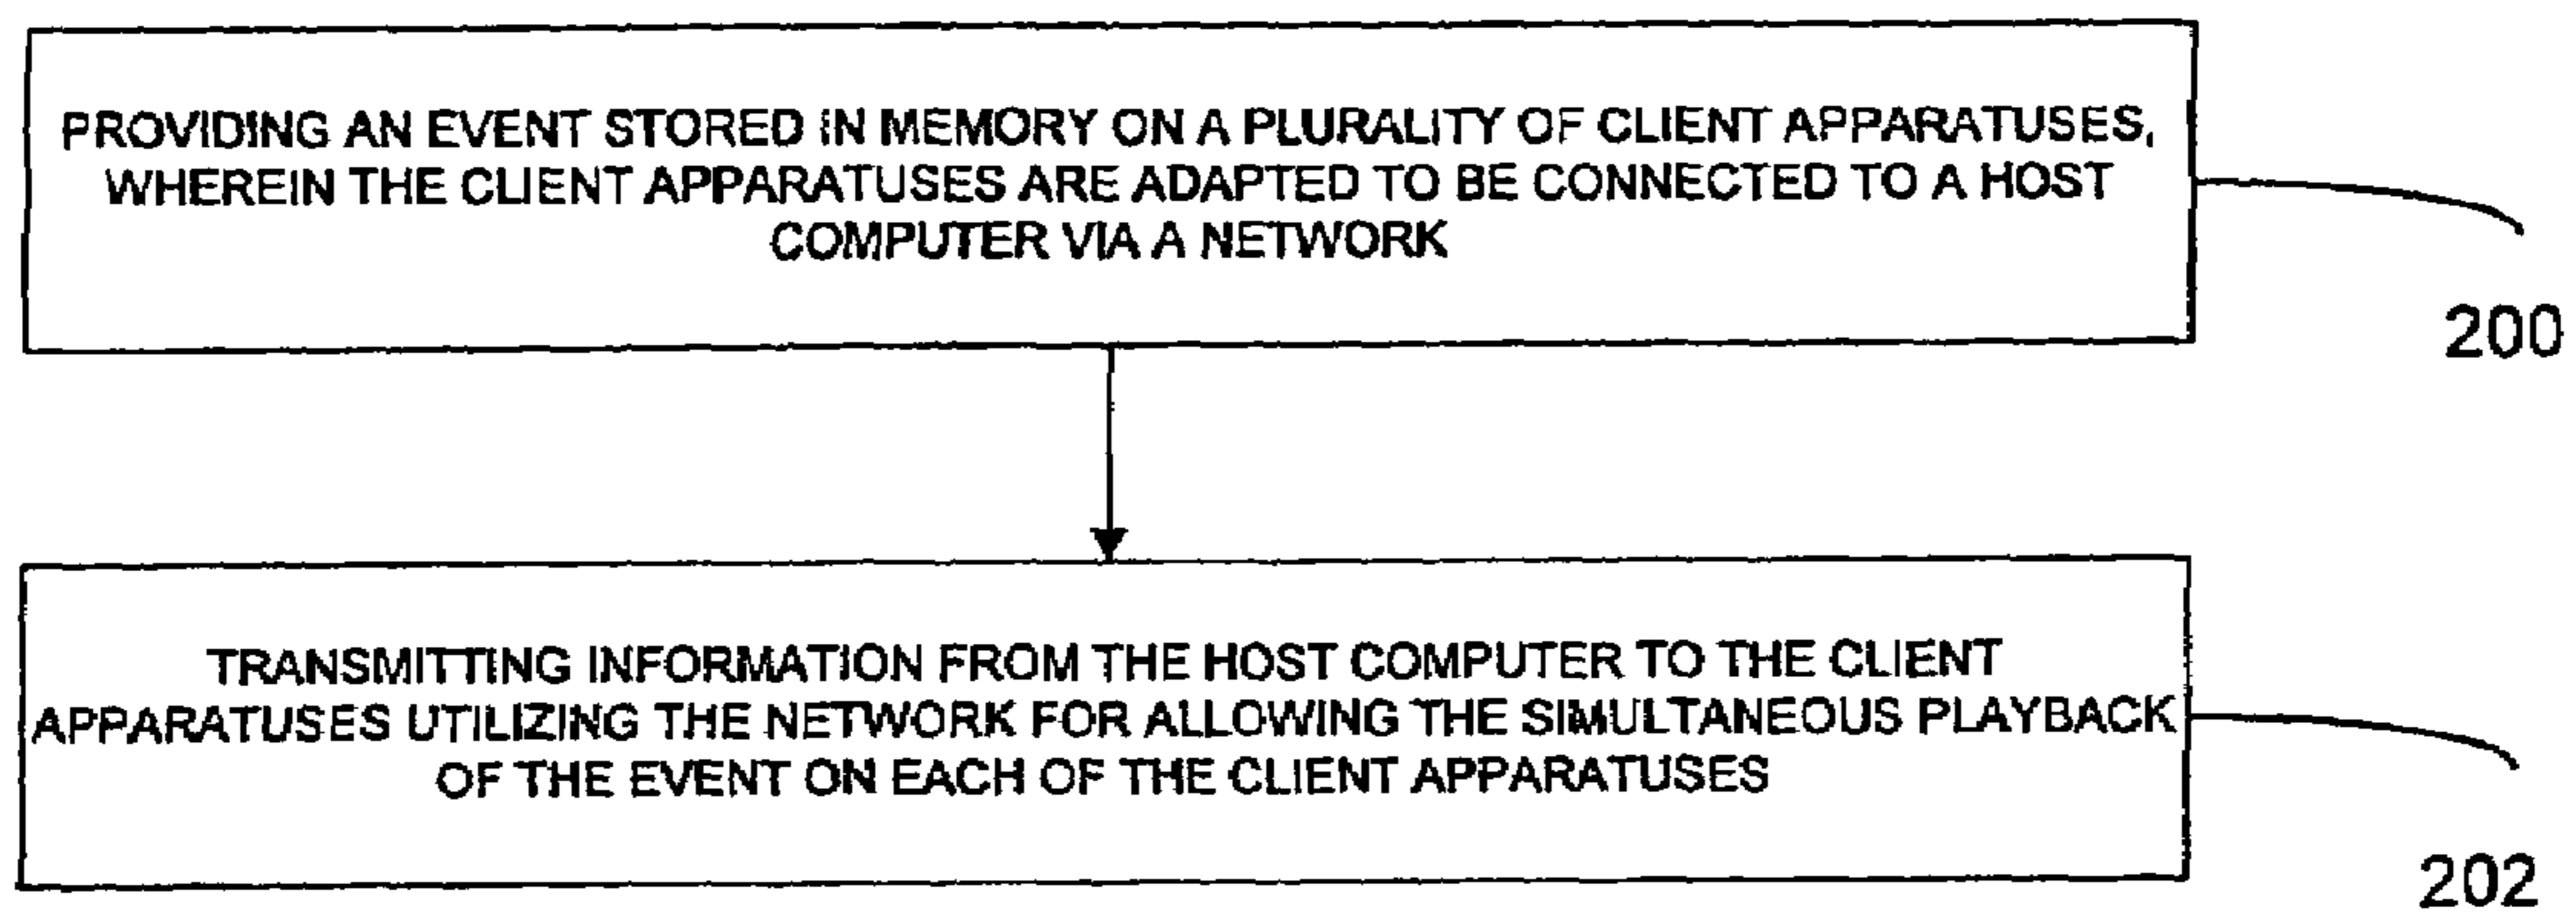 PROVIDING AN EVENT STORED IN MEMORY ON A PLURALITY OF CLIENT APPARATUSES,
WHEREIN THE CLIENT APPARATUSES ARE ADAPTED TO BE CONNECTED TO A HOST
COMPUTER VIA A NETWORK
200
TRANSMITTING INFORMATION FROM THE HOST COMPUTER TO THE CLIENT
APPARATUSES UTILIZING THE NETWORK FOR ALLOWING THE SIMULTANEOUS PLAYBACK
OF THE EVENT ON EACH OF THE CLIENT APPARATUSES
202